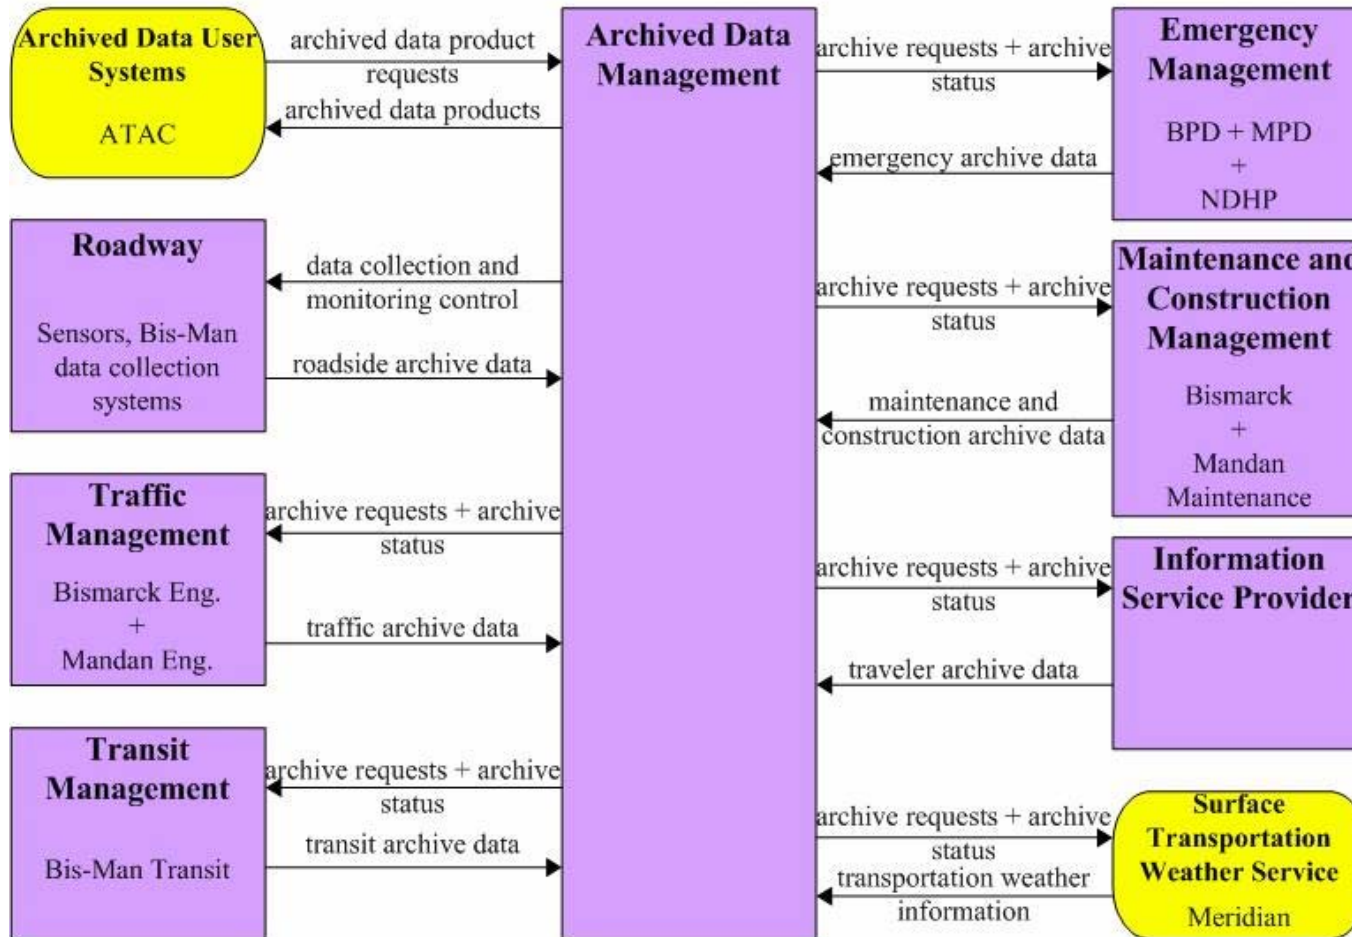 Archived Data User
Systems
ATAC
archived data product
requests
archived data products
Archived Data
Management
archive requests + archive
status
emergency archive data
Emergency
Management
BPD + MPD
+
NDHP
Roadway
Sensors, Bis-Man
data collection
systems
data collection and
monitoring control
roadside archive data
archive requests + archive
status
maintenance and
construction archive data
Maintenance and
Construction
Management
Bismarck
+
Mandan
Maintenance
Traffic
Management
Bismarck Eng.
+
Mandan Eng.
archive requests + archive
status
traffic archive data
archive requests + archive
status
traveler archive data
Information
Service Provider
Transit
Management
Bis-Man Transit
archive requests + archive
status
transit archive data
archive requests + archive
status
transportation weather
information
Surface
Transportation
Weather Service
Meridian